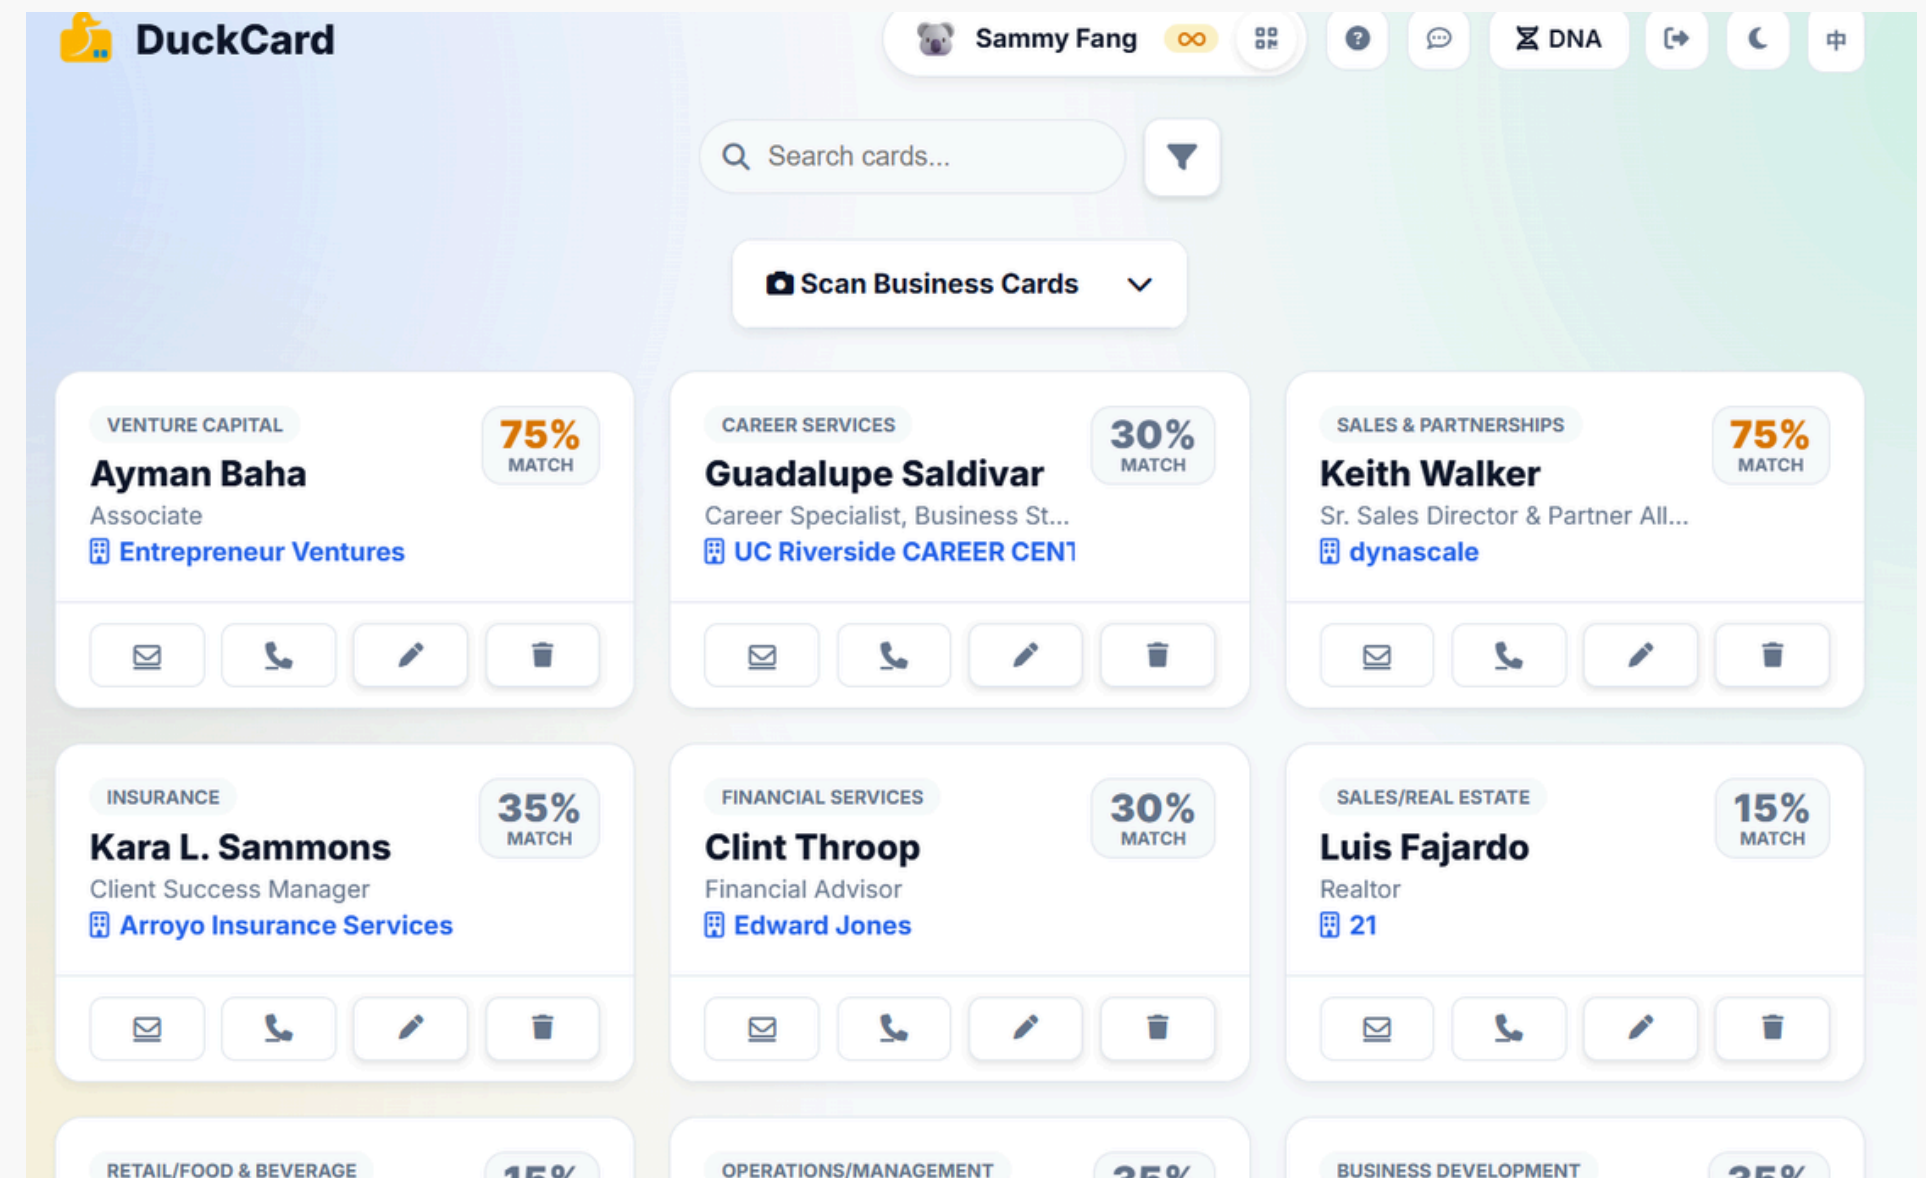 DuckCard
Sammy Fang
DNA
中
Search cards...
Scan Business Cards
VENTURE CAPITAL
75%
MATCH
Ayman Baha
Associate
Entrepreneur Ventures
CAREER SERVICES
30%
MATCH
Guadalupe Saldivar
Career Specialist, Business St...
UC Riverside CAREER CENT
SALES & PARTNERSHIPS
75%
MATCH
Keith Walker
Sr. Sales Director & Partner All...
dynascale
INSURANCE
35%
MATCH
Kara L. Sammons
Client Success Manager
Arroyo Insurance Services
FINANCIAL SERVICES
30%
MATCH
Clint Throop
Financial Advisor
Edward Jones
SALES/REAL ESTATE
15%
MATCH
Luis Fajardo
Realtor
21
RETAIL/FOOD & BEVERAGE
15%
OPERATIONS/MANAGEMENT
35%
BUSINESS DEVELOPMENT
35%